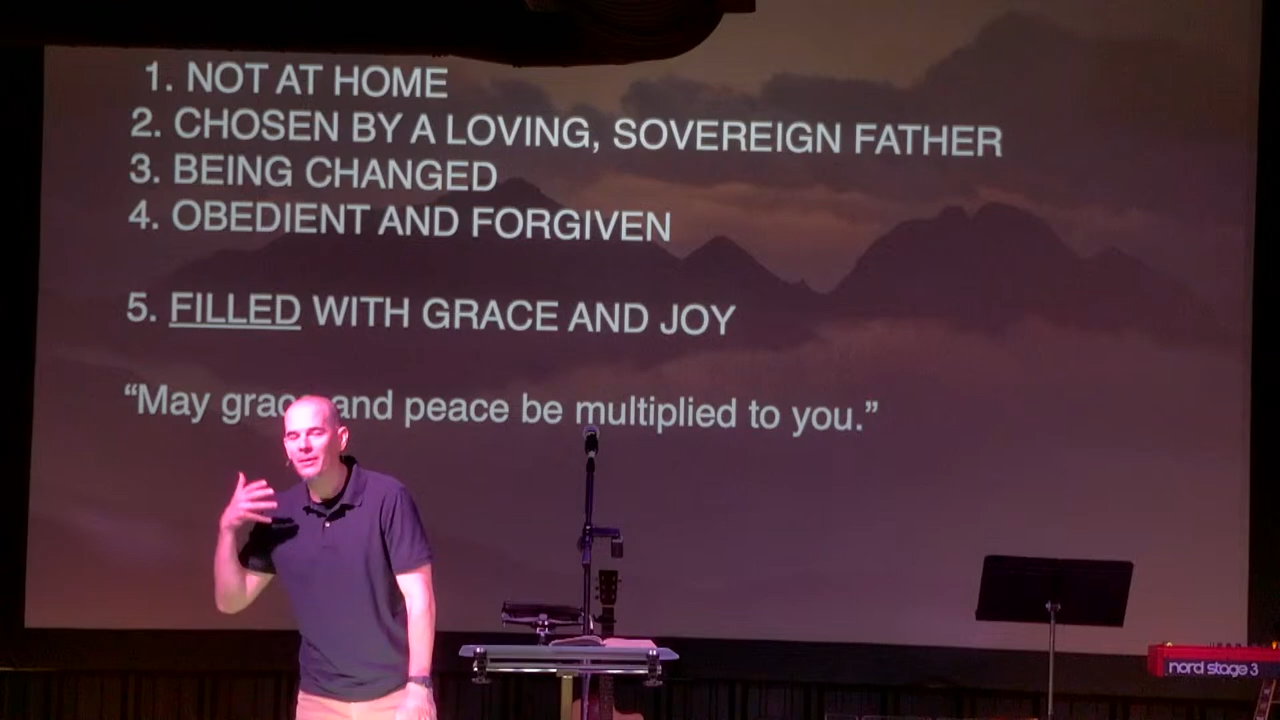 1. NOT AT HOME
2. CHOSEN BY A LOVING, SOVEREIGN FATHER
3. BEING CHANGED
4. OBEDIENT AND FORGIVEN
5. FILLED WITH GRACE AND JOY
“May grace and peace be multiplied to you.”
nord stage 3